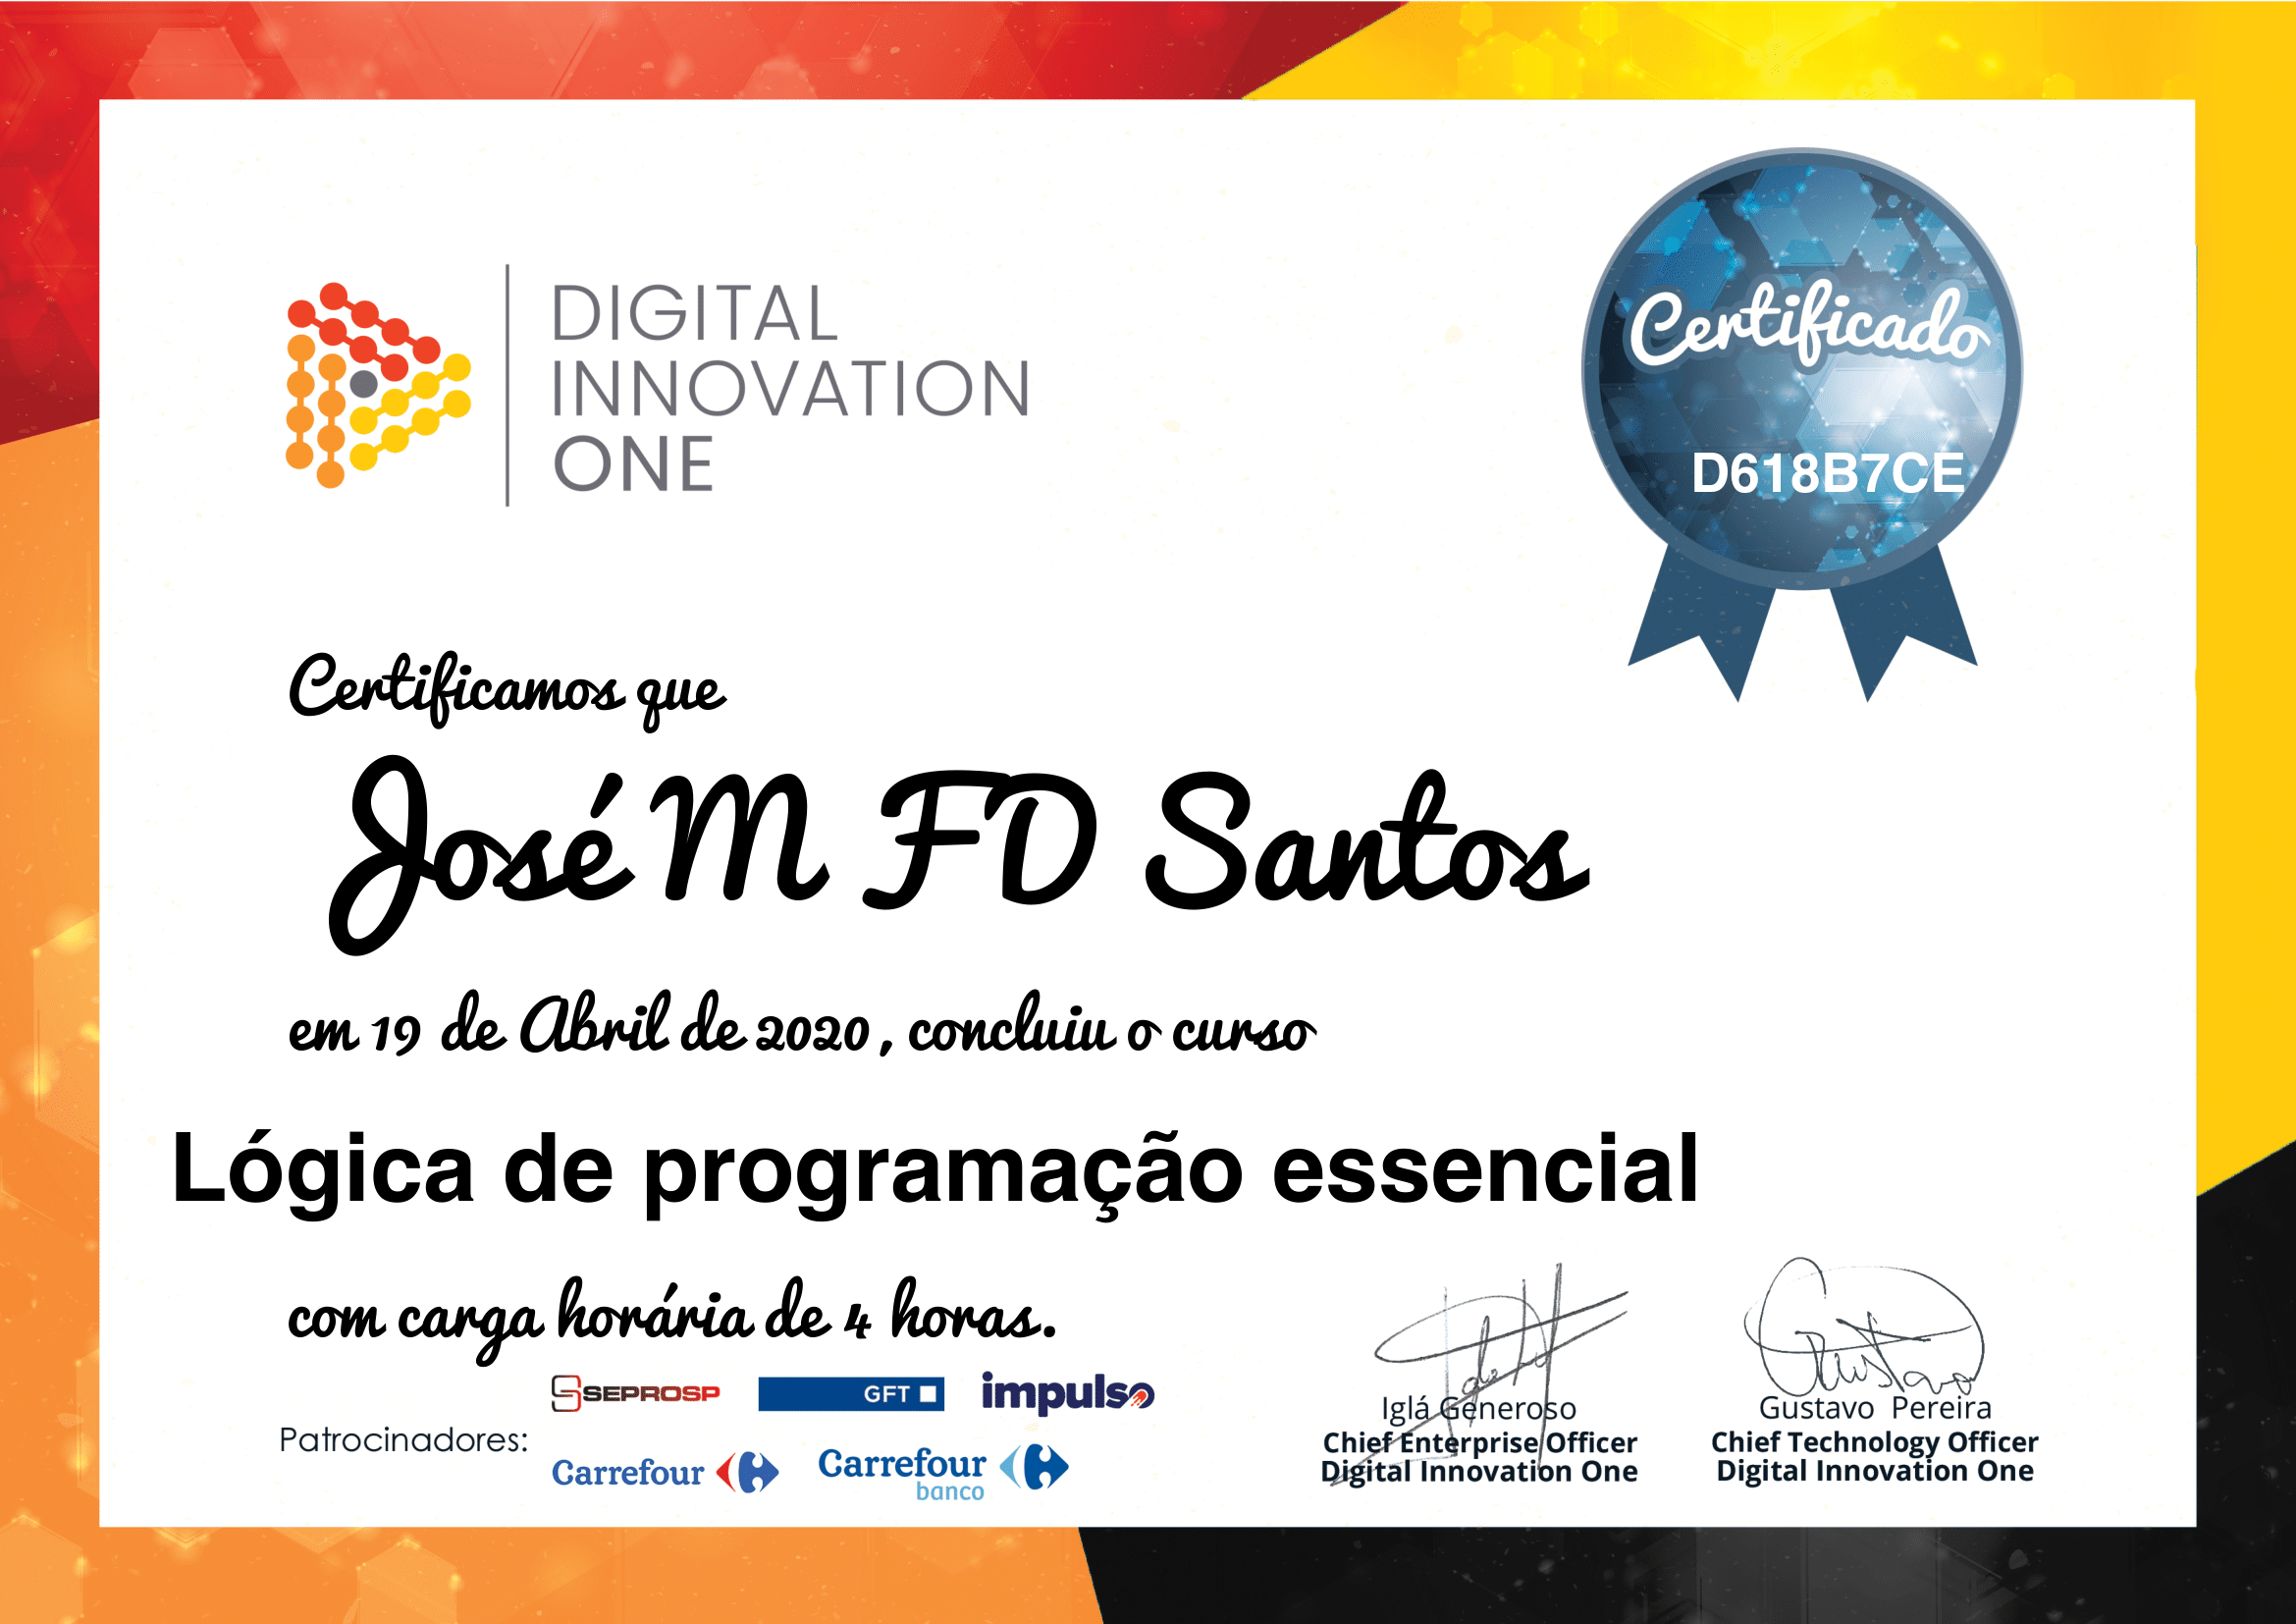 DIGITAL
INNOVATION
ONE
Certificado
D618B7CE
Certificamos que
José M FD Santos
em 19 de Abril de 2020 , concluiu o curso
Lógica de programação essencial
com carga horária de 4 horas.
Patrocinadores:
SEPROSP
GFT
impulso
Carrefour
Carrefour
banco
Iglá Generoso
Chief Enterprise Officer
Digital Innovation One
Gustavo
Gustavo Pereira
Chief Technology Officer
Digital Innovation One